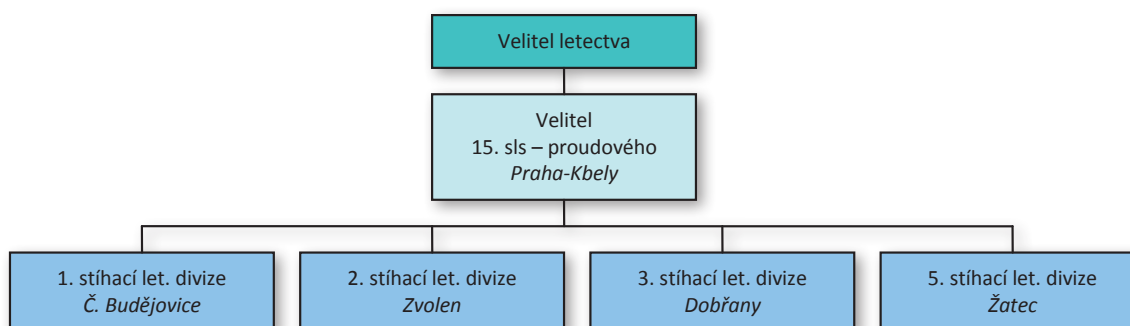 Velitel letectva
Velitel
15. sls – proudového
Praha-Kbely
1. stíhací let. divize
Č. Budějovice
2. stíhací let. divize
Zvolen
3. stíhací let. divize
Dobřany
5. stíhací let. divize
Žatec